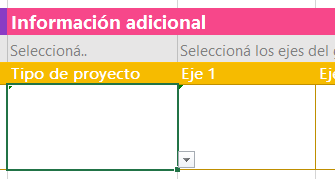 Información adicional
Seleccioná.. Seleccioná los ejes del
Tipo de proyecto Eje 1